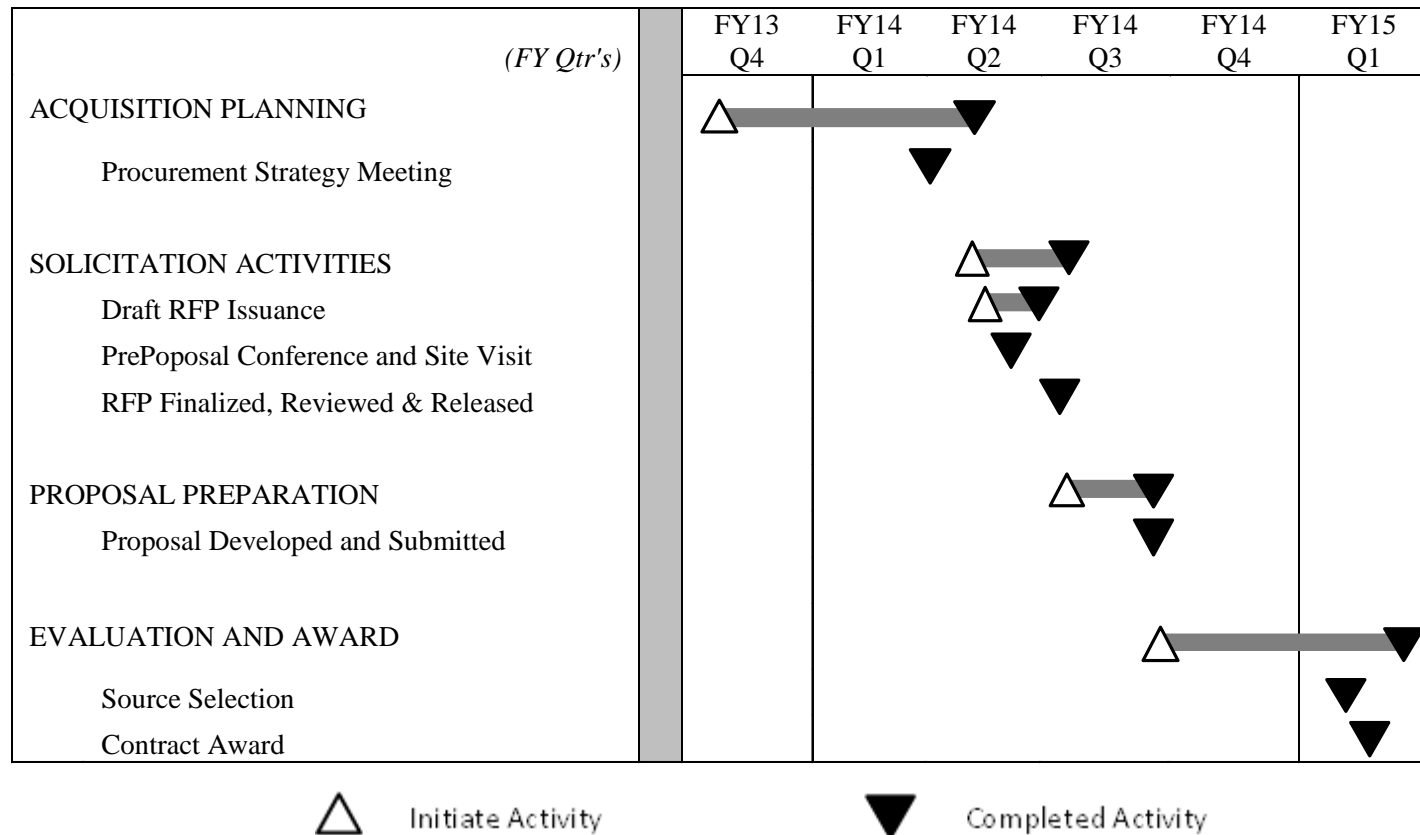 (FY Qtr's)
FY13 FY14 FY14 FY14 FY14 FY15
Q4 Q1 Q2 Q3 Q4 Q1
ACQUISITION PLANNING
Procurement Strategy Meeting
SOLICITATION ACTIVITIES
Draft RFP Issuance
PrePoposal Conference and Site Visit
RFP Finalized, Reviewed & Released
PROPOSAL PREPARATION
Proposal Developed and Submitted
EVALUATION AND AWARD
Source Selection
Contract Award
Initiate Activity Completed Activity